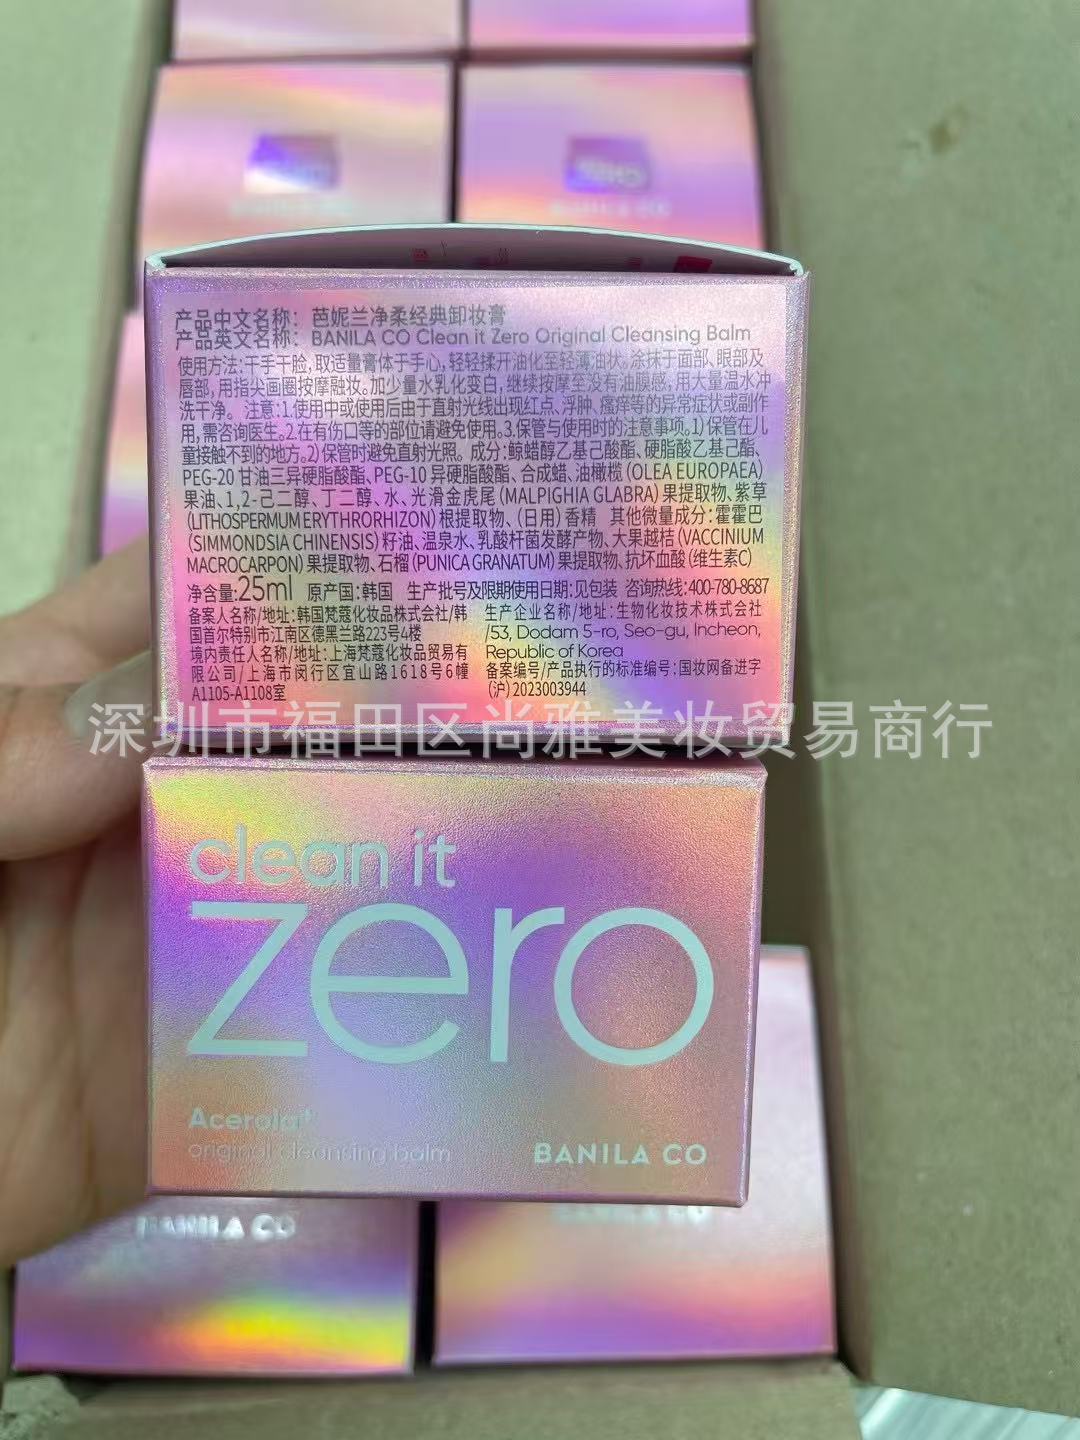 BANILA CO
产品中文名称：芭妮兰净柔经典卸妆膏
产品英文名称：BANILA CO Clean it Zero Original Cleansing Balm
使用方法：干手干脸，取适量膏体于手心，轻轻揉开油化至轻薄油状。涂抹于面部、眼部及
唇部，用指尖画圈按摩融妆。加少量水乳化变白，继续按摩至没有油膜感，用大量温水冲
洗干净。 注意：1.使用中或使用后由于直射光线出现红点、浮肿、瘙痒等的异常症状或副作
用，需咨询医生。2.在有伤口等的部位请避免使用。3.保管与使用时的注意事项。1）保管在儿
童接触不到的地方。2）保管时避免直射光照。成分：鲸蜡醇乙基己酸酯、硬脂酸乙基己酯、
PEG-20 甘油三异硬脂酸酯、PEG-10 异硬脂酸酯、合成蜡、油橄榄（OLEA EUROPAEA）
果油、1,2-己二醇、丁二醇、水、光滑金虎尾（MALPIGHIA GLABRA）果提取物、紫草
（LITHOSPERMUM ERYTHRORHIZON）根提取物、（日用）香精 其他微量成分：霍霍巴
（SIMMONDSIA CHINENSIS）籽油、温泉水、乳酸杆菌发酵产物、大果越桔（VACCINIUM
MACROCARPON）果提取物、石榴（PUNICA GRANATUM）果提取物、抗坏血酸（维生素C）
净含量：25ml 原产国：韩国 生产批号及限期使用日期：见包装 咨询热线：400-780-8687
备案人名称/地址：韩国梵蔻化妆品株式会社/韩
国首尔特别市江南区德黑兰路223号4楼
境内责任人名称/地址：上海梵蔻化妆品贸易有
限公司/上海市闵行区宜山路1618号6幢
A1105-A1108室
生产企业名称/地址：生物化妆技术株式会社
/53, Dodam 5-ro, Seo-gu, Incheon,
Republic of Korea
备案编号/产品执行的标准编号：国妆网备进字
（沪）2023003944
深圳市福田区尚雅美妆贸易商行
clean it
zero
original cleansing balm
BANILA CO
BANILA CO